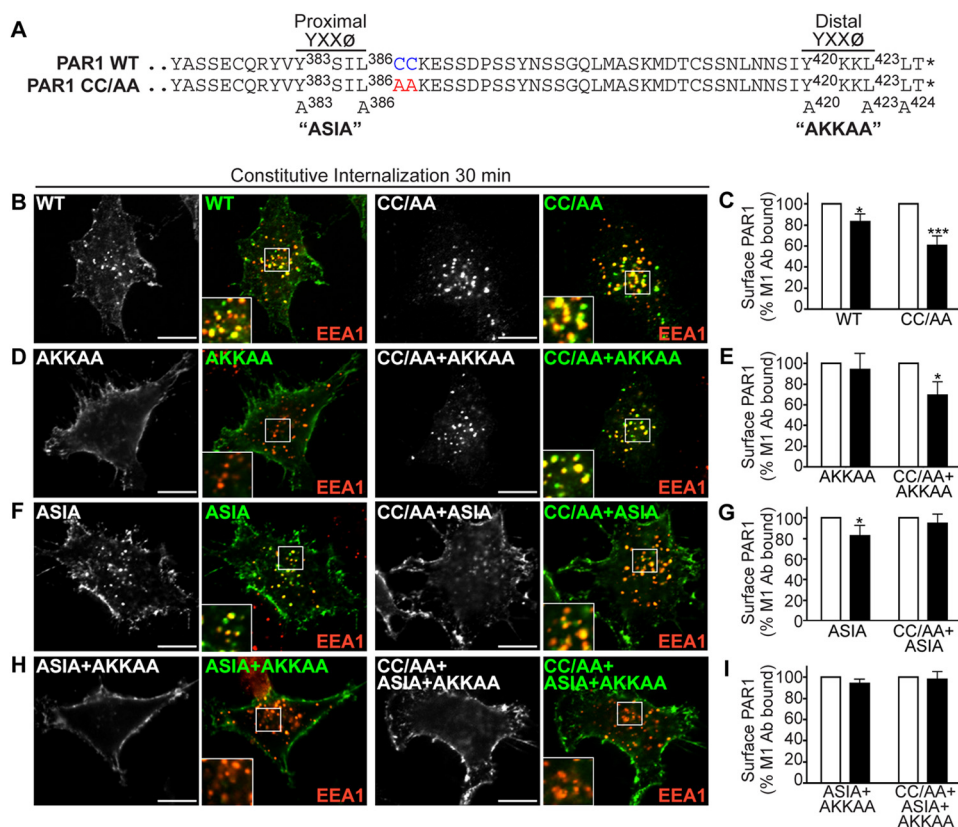 A
Proximal
YXXØ
Distal
YXXØ
PAR1 WT ..YASSECQRYVY383SIL386CCKESSDPSSYNSSGQLMASKMDTCSSNLNNSIY420KKL423LT*
PAR1 CC/AA ..YASSECQRYVY383SIL386AAKESSDPSSYNSSGQLMASKMDTCSSNLNNSIY420KKL423LT*
A383 A386 A420 A423A424
“ASIA” “AKKAA”
Constitutive Internalization 30 min
B WT WT CC/AA CC/AA
EEA1 EEA1
C
Surface PAR1
(% M1 Ab bound)
100
80
60
40
20
* ***
WT CC/AA
D AKKAA AKKAA CC/AA+AKKAA CC/AA+AKKAA
EEA1 EEA1
E
Surface PAR1
(% M1 Ab bound)
100
80
60
40
20
*
AKKAA CC/AA+
AKKAA
F ASIA ASIA CC/AA+ASIA CC/AA+ASIA
EEA1 EEA1
G
Surface PAR1
(% M1 Ab bound)
100
80
60
40
20
*
ASIA CC/AA+
ASIA
H ASIA+AKKAA ASIA+AKKAA CC/AA+ CC/AA+
ASIA+AKKAA ASIA+AKKAA
EEA1 EEA1
I
Surface PAR1
(% M1 Ab bound)
100
80
60
40
20
ASIA+ CC/AA+
AKKAA ASIA+
AKKAA